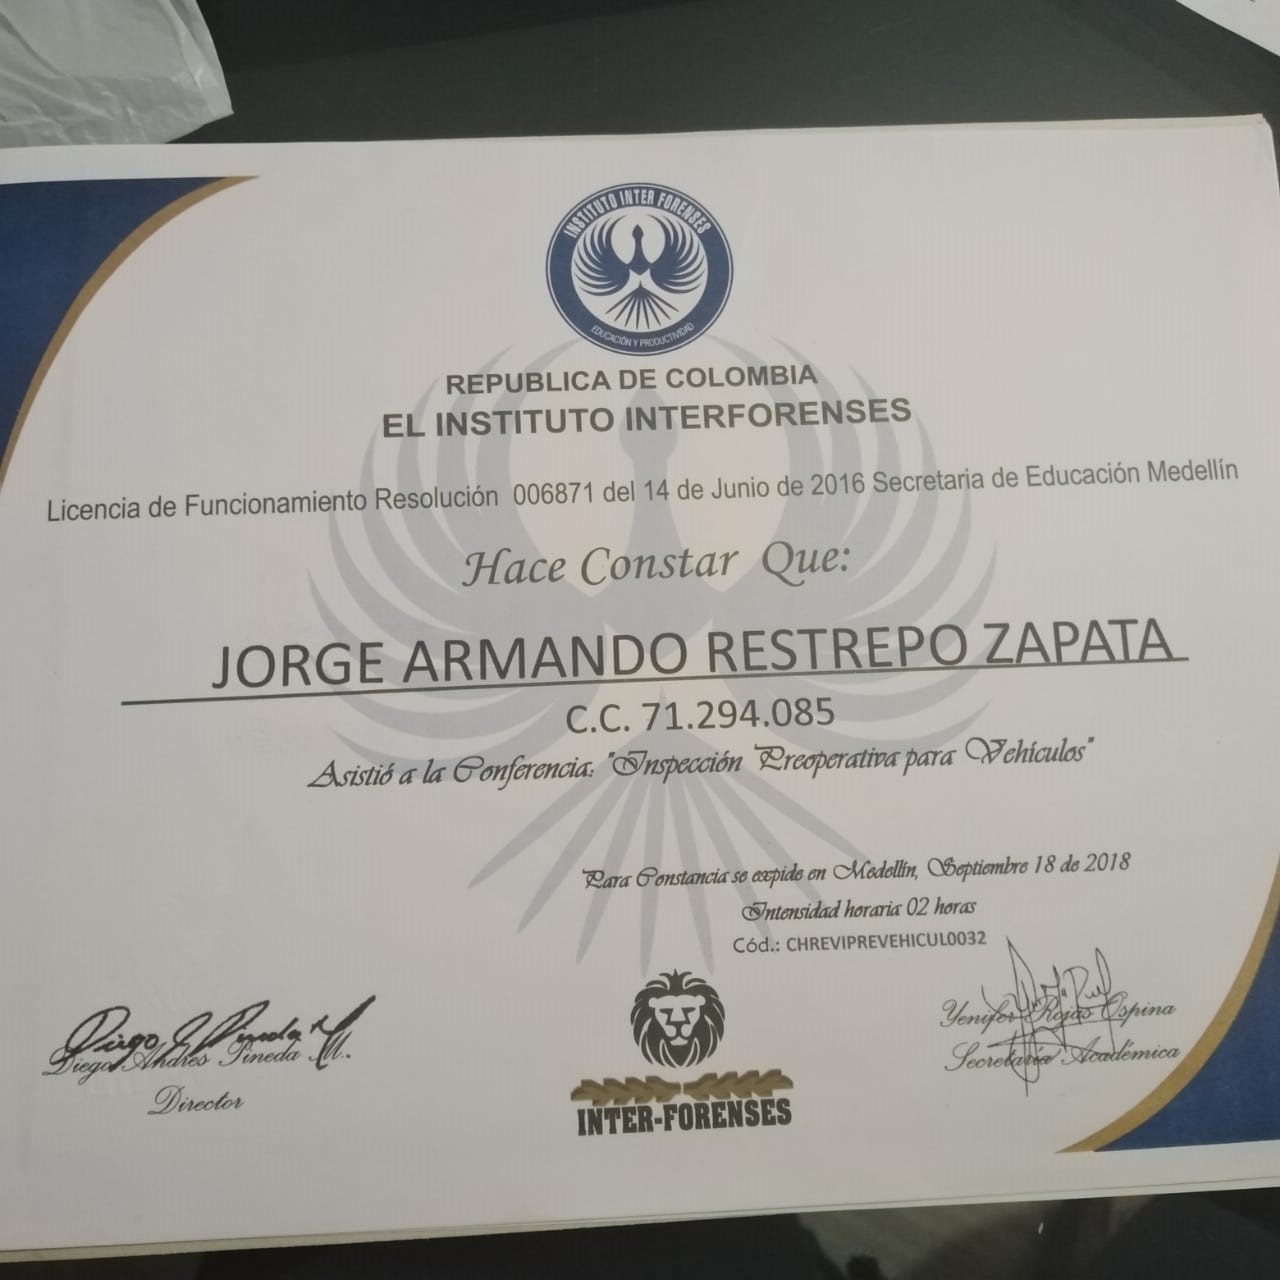 INSTITUTO INTER FORENSES
EDUCACIÓN Y PRODUCTIVIDAD
REPUBLICA DE COLOMBIA
EL INSTITUTO INTERFORENSES
Licencia de Funcionamiento Resolución 006871 del 14 de Junio de 2016 Secretaria de Educación Medellín
Hace Constar Que:
JORGE ARMANDO RESTREPO ZAPATA
C.C. 71.294.085
Asistió a la Conferencia: "Inspección Preoperativa para Vehículos"
Para Constancia se expide en Medellín, Septiembre 18 de 2018
Intensidad horaria 02 horas
Cód.: CHREVIPREVEHICUL0032
Diego Andrés Pineda M.
Director
INTER-FORENSES
Yenifer Rojas Ospina
Secretaría Académica